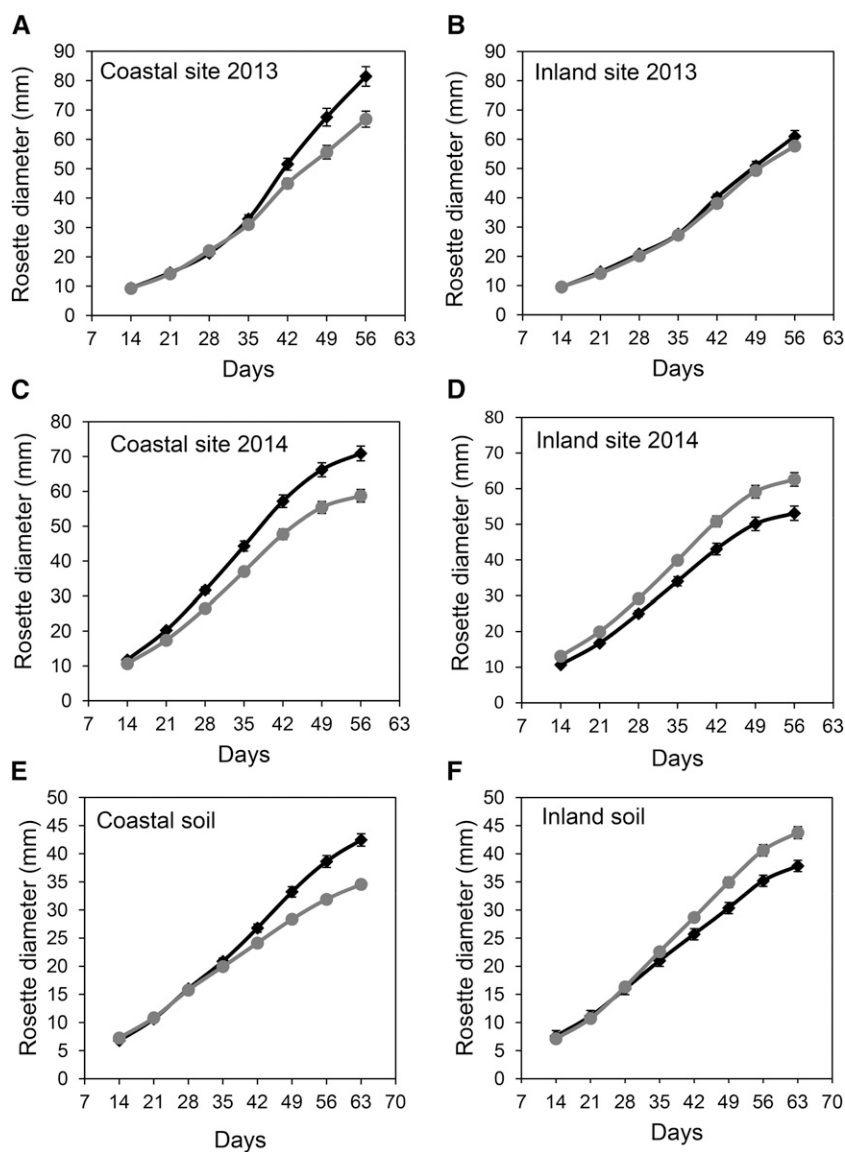 A
Coastal site 2013
Rosette diameter (mm)
90
80
70
60
50
40
30
20
10
0
7 14 21 28 35 42 49 56 63
Days
B
Inland site 2013
Rosette diameter (mm)
90
80
70
60
50
40
30
20
10
0
7 14 21 28 35 42 49 56 63
Days
C
Coastal site 2014
Rosette diameter (mm)
80
70
60
50
40
30
20
10
0
7 14 21 28 35 42 49 56 63
Days
D
Inland site 2014
Rosette diameter (mm)
80
70
60
50
40
30
20
10
0
7 14 21 28 35 42 49 56 63
Days
E
Coastal soil
Rosette diameter (mm)
50
45
40
35
30
25
20
15
10
5
0
7 14 21 28 35 42 49 56 63 70
Days
F
Inland soil
Rosette diameter (mm)
50
45
40
35
30
25
20
15
10
5
0
7 14 21 28 35 42 49 56 63 70
Days